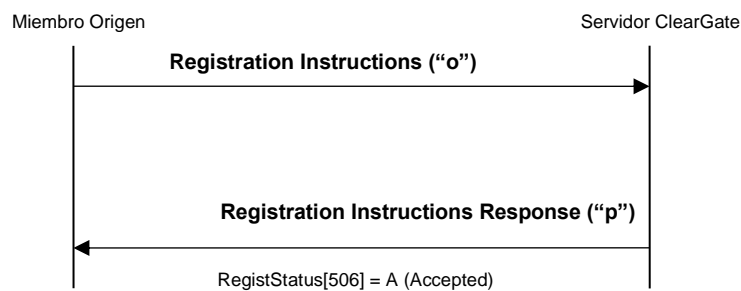 Miembro Origen
Servidor ClearGate
Registration Instructions (“o”)
Registration Instructions Response (“p”)
RegistStatus[506] = A (Accepted)